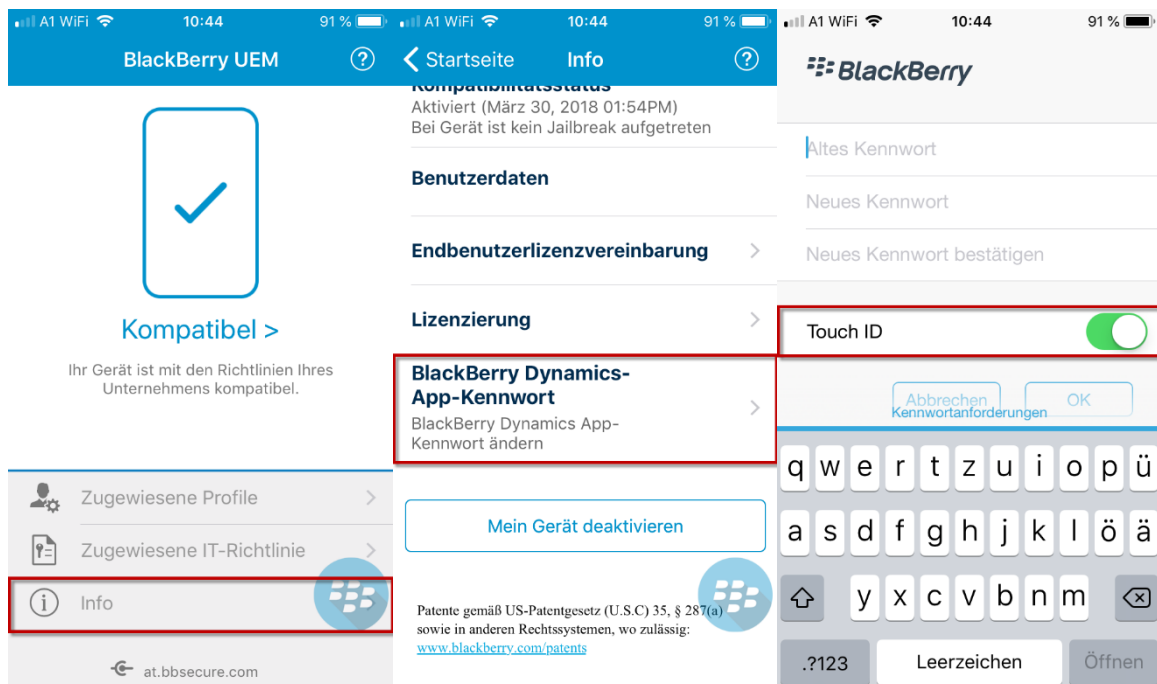 A1 WiFi 10:44 91 %
BlackBerry UEM ?
Kompatibel >
Ihr Gerät ist mit den Richtlinien Ihres
Unternehmens kompatibel.
Zugewiesene Profile
Zugewiesene IT-Richtlinie
Info
at.bbsecure.com
A1 WiFi 10:44 91 %
Startseite Info ?
Kompatibilitätsstatus
Aktiviert (März 30, 2018 01:54PM)
Bei Gerät ist kein Jailbreak aufgetreten
Benutzerdaten
Endbenutzerlizenzvereinbarung
Lizenzierung
BlackBerry Dynamics-
App-Kennwort
BlackBerry Dynamics App-
Kennwort ändern
Mein Gerät deaktivieren
Patente gemäß US-Patentgesetz (U.S.C) 35, § 287(a)
sowie in anderen Rechtssystemen, wo zulässig:
www.blackberry.com/patents
A1 WiFi 10:44 91 %
BlackBerry
Altes Kennwort
Neues Kennwort
Neues Kennwort bestätigen
Touch ID
Abbrechen OK
Kennwortanforderungen
q w e r t z u i o p ü
a s d f g h j k l ö ä
y x c v b n m
.?123 Leerzeichen Öffnen